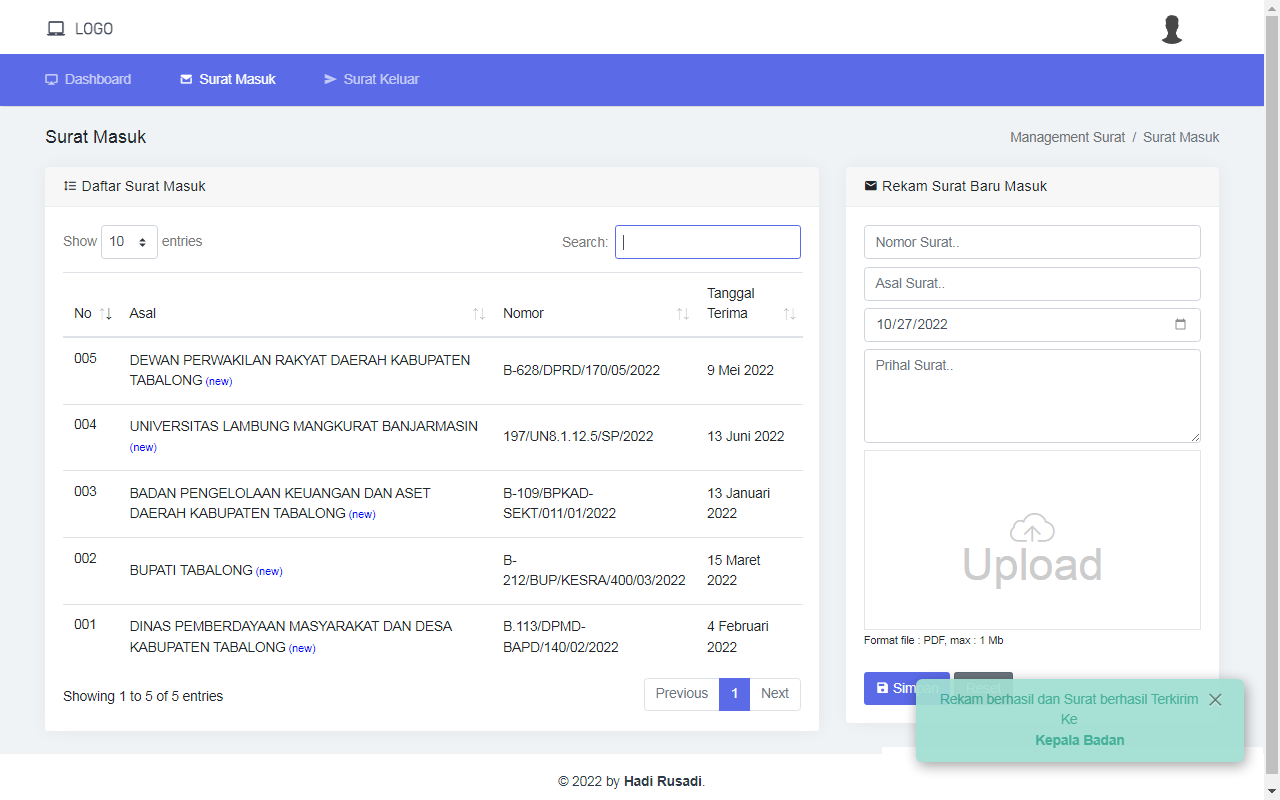 LOGO
Dashboard
Surat Masuk
Surat Keluar
Surat Masuk
Management Surat / Surat Masuk
Daftar Surat Masuk
Show 10 entries
Search:
No
Asal
Nomor
Tanggal
Terima
005
DEWAN PERWAKILAN RAKYAT DAERAH KABUPATEN
TABALONG (new)
B-628/DPRD/170/05/2022
9 Mei 2022
004
UNIVERSITAS LAMBUNG MANGKURAT BANJARMASIN
(new)
197/UN8.1.12.5/SP/2022
13 Juni 2022
003
BADAN PENGELOLAAN KEUANGAN DAN ASET
DAERAH KABUPATEN TABALONG (new)
B-109/BPKAD-
SEKT/011/01/2022
13 Januari
2022
002
BUPATI TABALONG (new)
B-
212/BUP/KESRA/400/03/2022
15 Maret
2022
001
DINAS PEMBERDAYAAN MASYARAKAT DAN DESA
KABUPATEN TABALONG (new)
B.113/DPMD-
BAPD/140/02/2022
4 Februari
2022
Showing 1 to 5 of 5 entries
Previous
1
Next
Rekam Surat Baru Masuk
Nomor Surat..
Asal Surat..
10/27/2022
Prihal Surat..
Upload
Format file : PDF, max : 1 Mb
Simpan
Reset
Rekam berhasil dan Surat berhasil Terkirim
Ke
Kepala Badan
© 2022 by Hadi Rusadi.